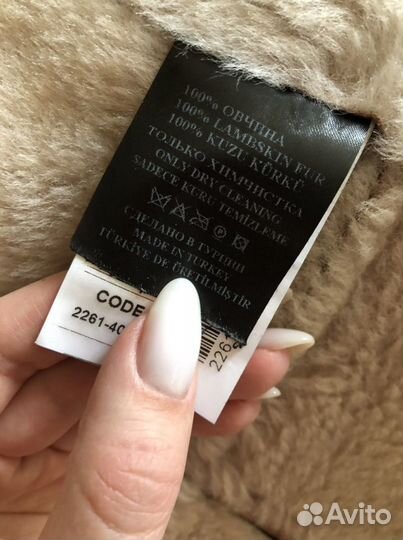 100% ОВЧИНА
100% LAMBSKIN FUR
100% KUZU KÜRKÜ
ТОЛЬКО ХИМЧИСТКА
ONLY DRY CLEANING
SADECE KURU TEMİZLEME
СДЕЛАНО В ТУРЦИИ
MADE IN TURKEY
TÜRKİYE DE ÜRETİLMİŞTİR
CODE
2261-40
2261
Avito